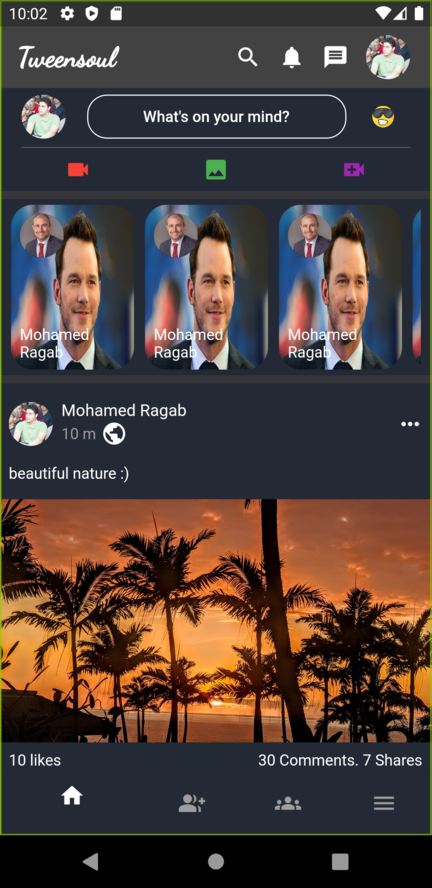 10:02
Tweensoul
What's on your mind?
Mohamed
Ragab
Mohamed
Ragab
Mohamed
Ragab
Mohamed Ragab
10 m
beautiful nature :)
10 likes
30 Comments. 7 Shares